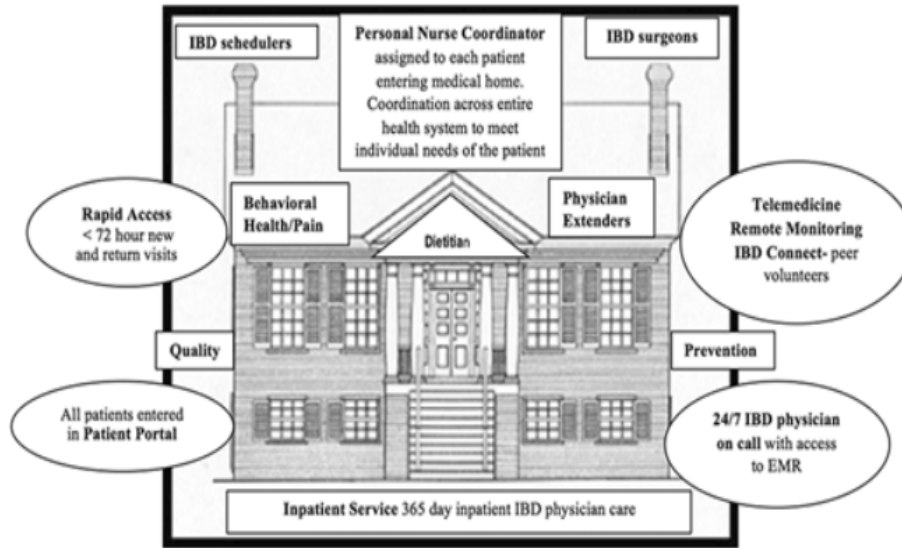 IBD schedulers
Personal Nurse Coordinator
assigned to each patient
entering medical home.
Coordination across entire
health system to meet
individual needs of the patient
IBD surgeons
Rapid Access
< 72 hour new
and return visits
Behavioral
Health/Pain
Dietitian
Physician
Extenders
Telemedicine
Remote Monitoring
IBD Connect- peer
volunteers
Quality
Prevention
All patients entered
in Patient Portal
24/7 IBD physician
on call with access
to EMR
Inpatient Service 365 day inpatient IBD physician care